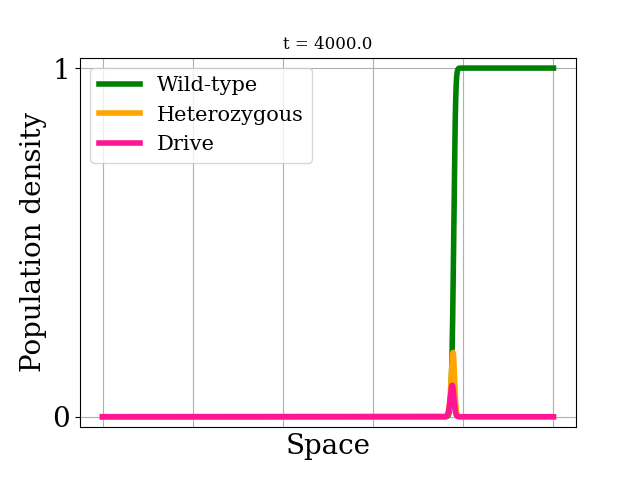 t = 4000.0
1
Wild-type
Heterozygous
Drive
Population density
0
Space